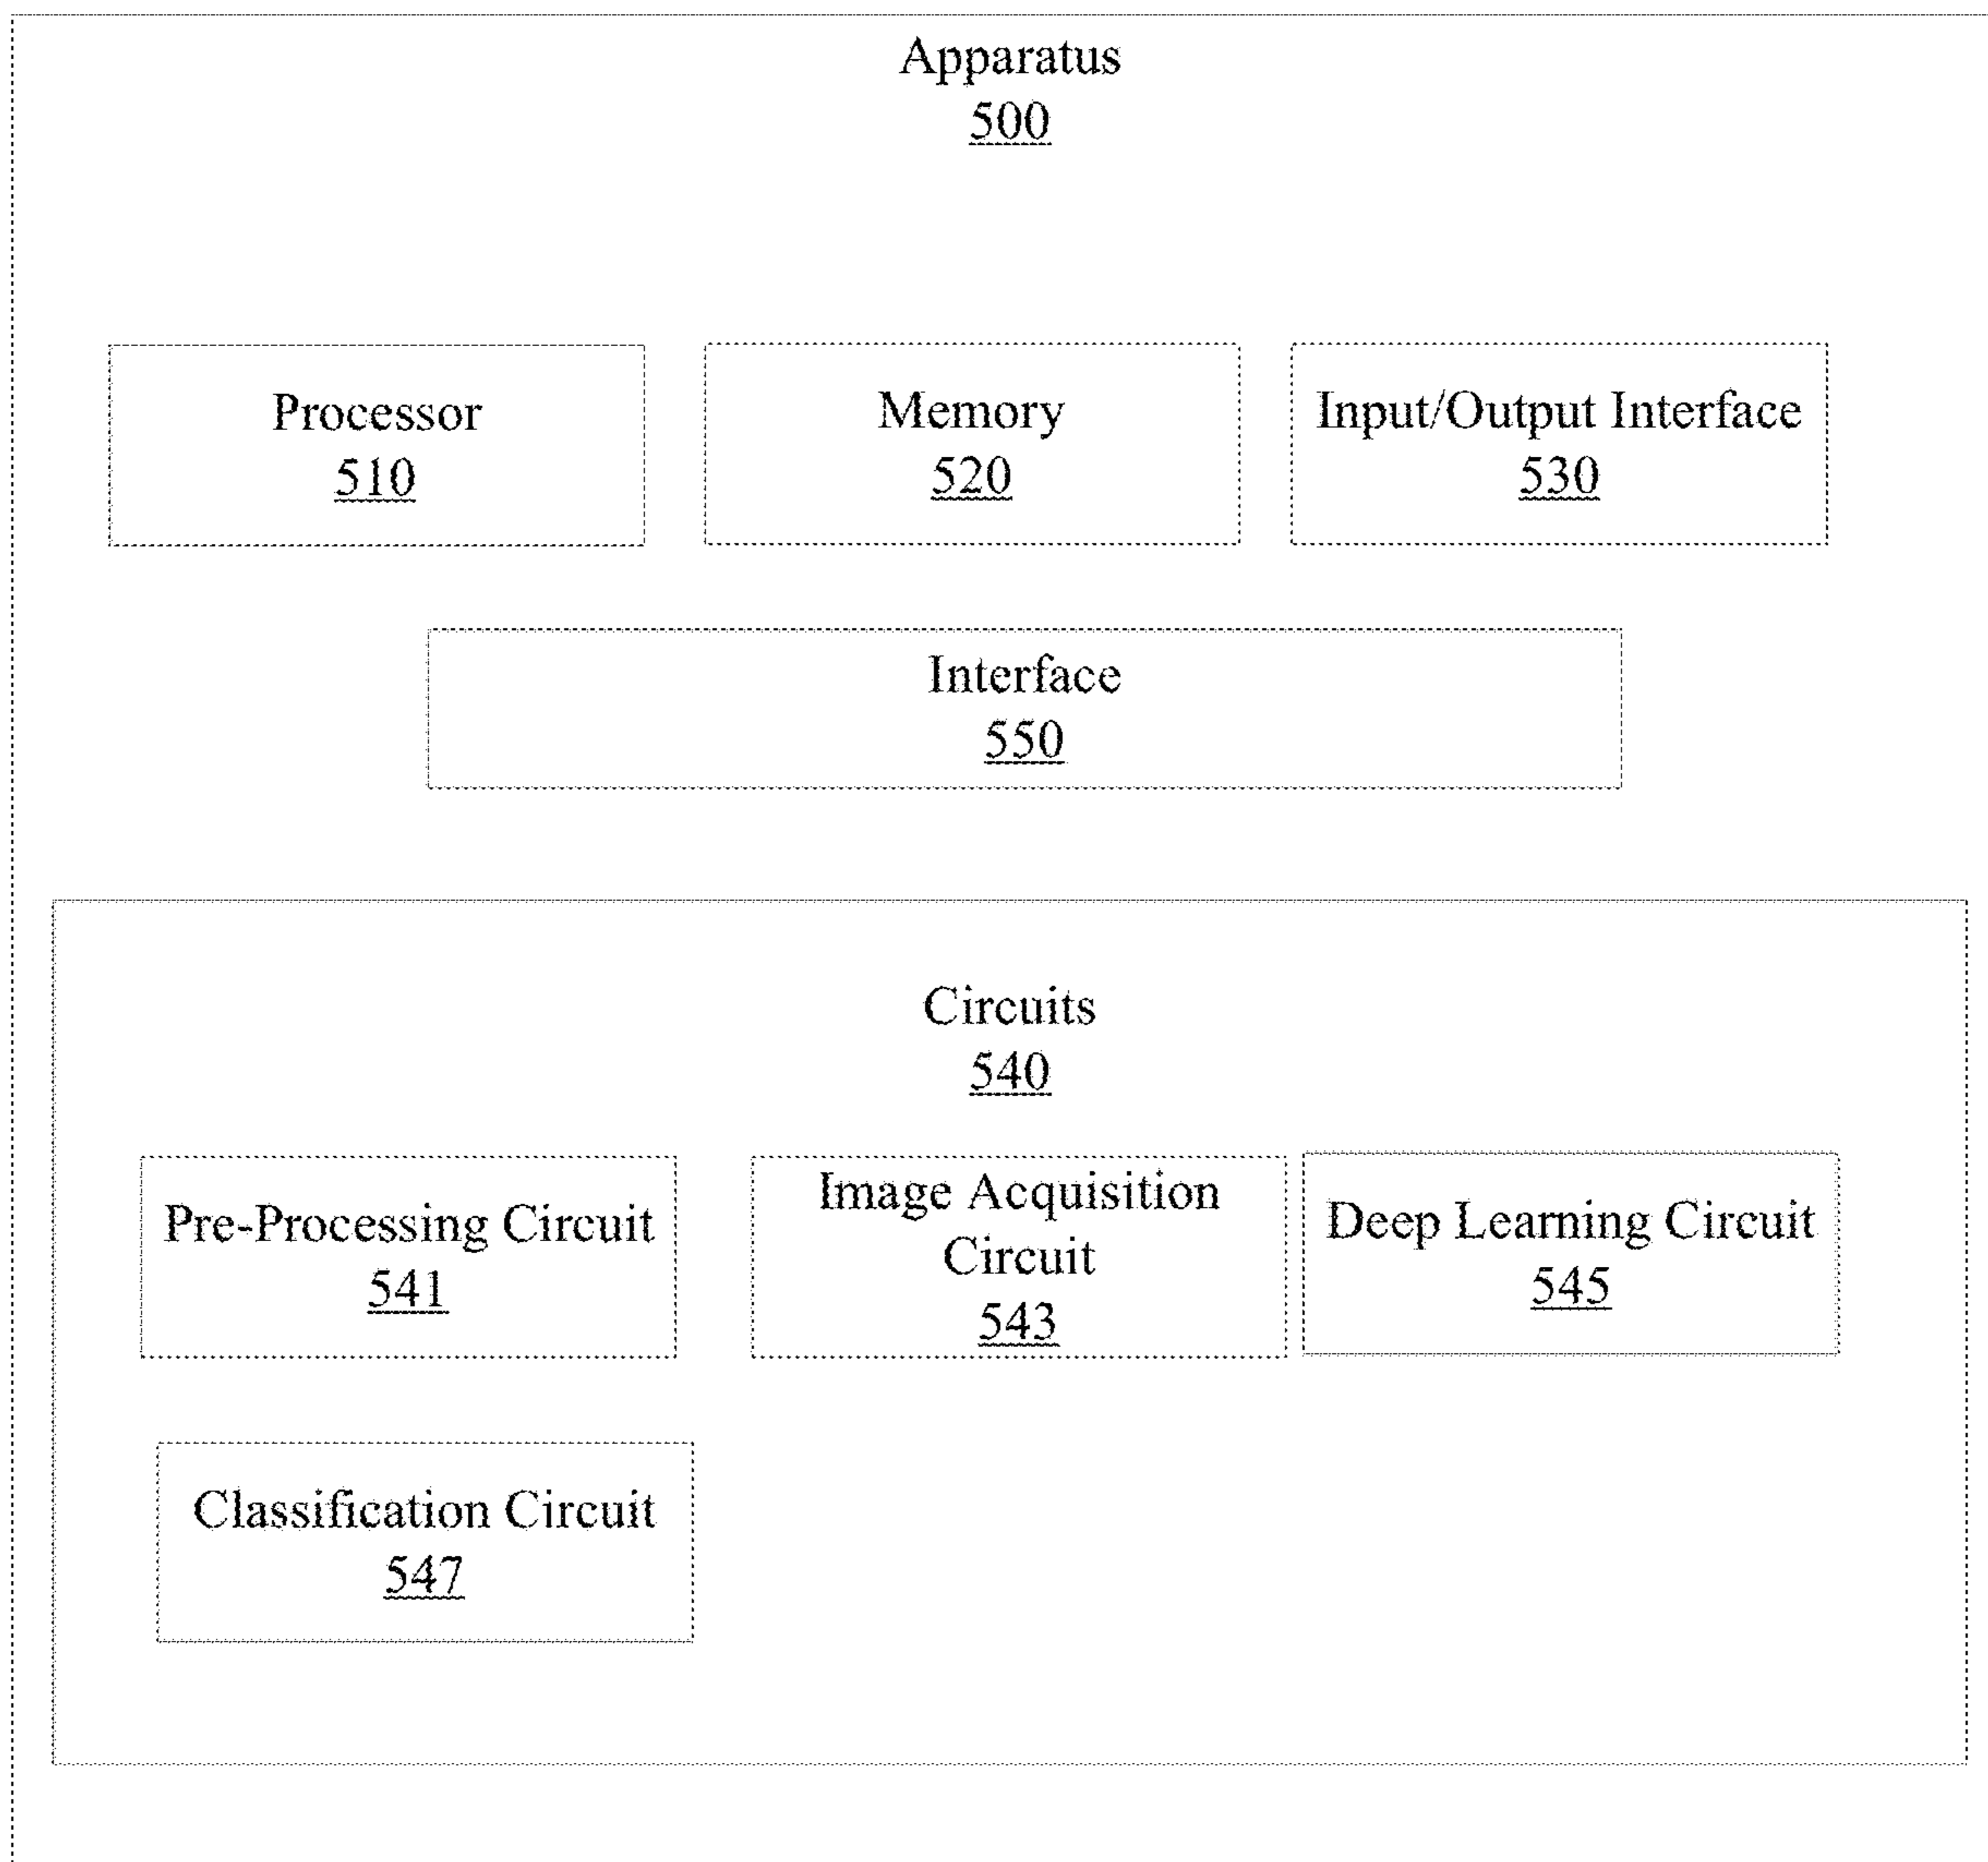 Apparatus
500
Processor
510
Memory
520
Input/Output Interface
530
Interface
550
Circuits
540
Pre-Processing Circuit
541
Image Acquisition
Circuit
543
Deep Learning Circuit
545
Classification Circuit
547